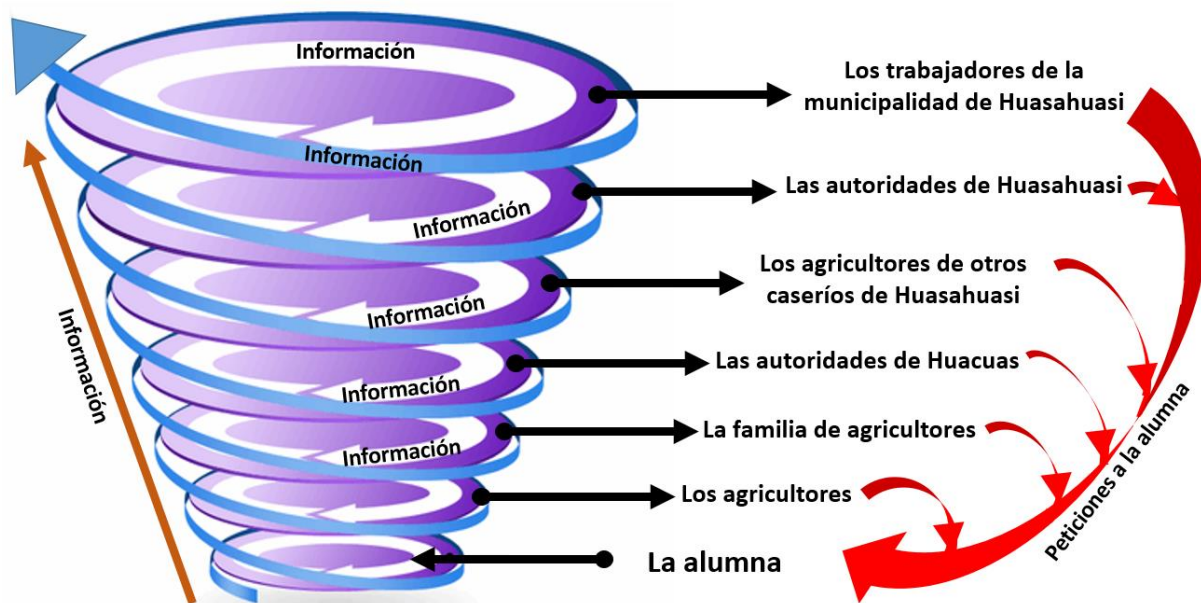 Información
Los trabajadores de la
municipalidad de Huasahuasi
Información
Las autoridades de Huasahuasi
Información
Los agricultores de otros
caseríos de Huasahuasi
Información
Información
Las autoridades de Huacuas
Información
La familia de agricultores
Información
Los agricultores
Peticiones a la alumna
La alumna